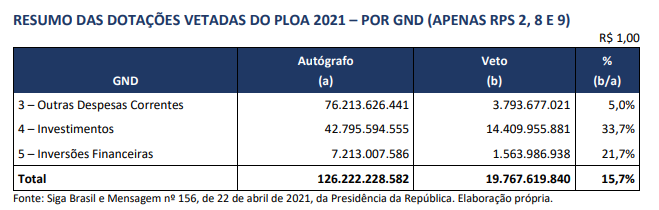 RESUMO DAS DOTAÇÕES VETADAS DO PLOA 2021 – POR GND (APENAS RPS 2, 8 E 9)
R$ 1,00
GND Autógrafo (a) Veto (b) % (b/a)
3 – Outras Despesas Correntes 76.213.626.441 3.793.677.021 5,0%
4 – Investimentos 42.795.594.555 14.409.955.881 33,7%
5 – Inversões Financeiras 7.213.007.586 1.563.986.938 21,7%
Total 126.222.228.582 19.767.619.840 15,7%
Fonte: Siga Brasil e Mensagem nº 156, de 22 de abril de 2021, da Presidência da República. Elaboração própria.